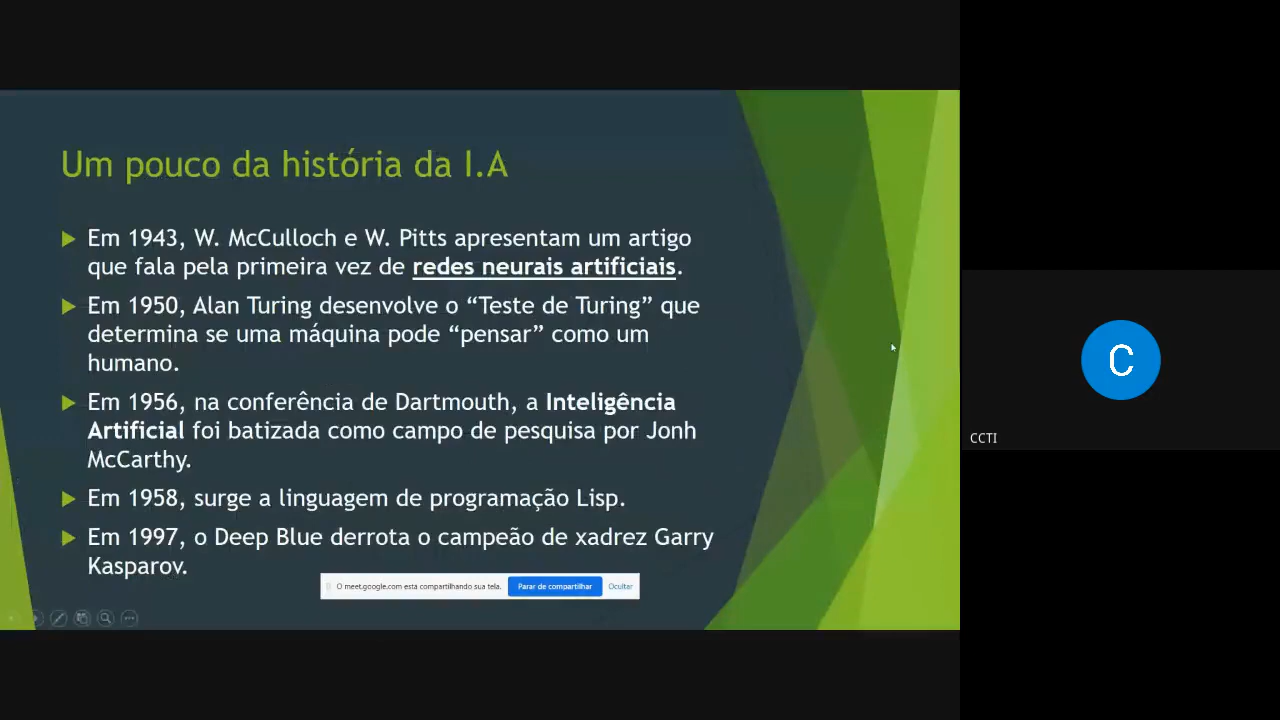 Um pouco da história da I.A
Em 1943, W. McCulloch e W. Pitts apresentam um artigo
que fala pela primeira vez de redes neurais artificiais.
Em 1950, Alan Turing desenvolve o “Teste de Turing” que
determina se uma máquina pode “pensar” como um
humano.
Em 1956, na conferência de Dartmouth, a Inteligência
Artificial foi batizada como campo de pesquisa por Jonh
McCarthy.
Em 1958, surge a linguagem de programação Lisp.
Em 1997, o Deep Blue derrota o campeão de xadrez Garry
Kasparov.
O meet.google.com está compartilhando sua tela.
Parar de compartilhar
Ocultar
C
CCTI